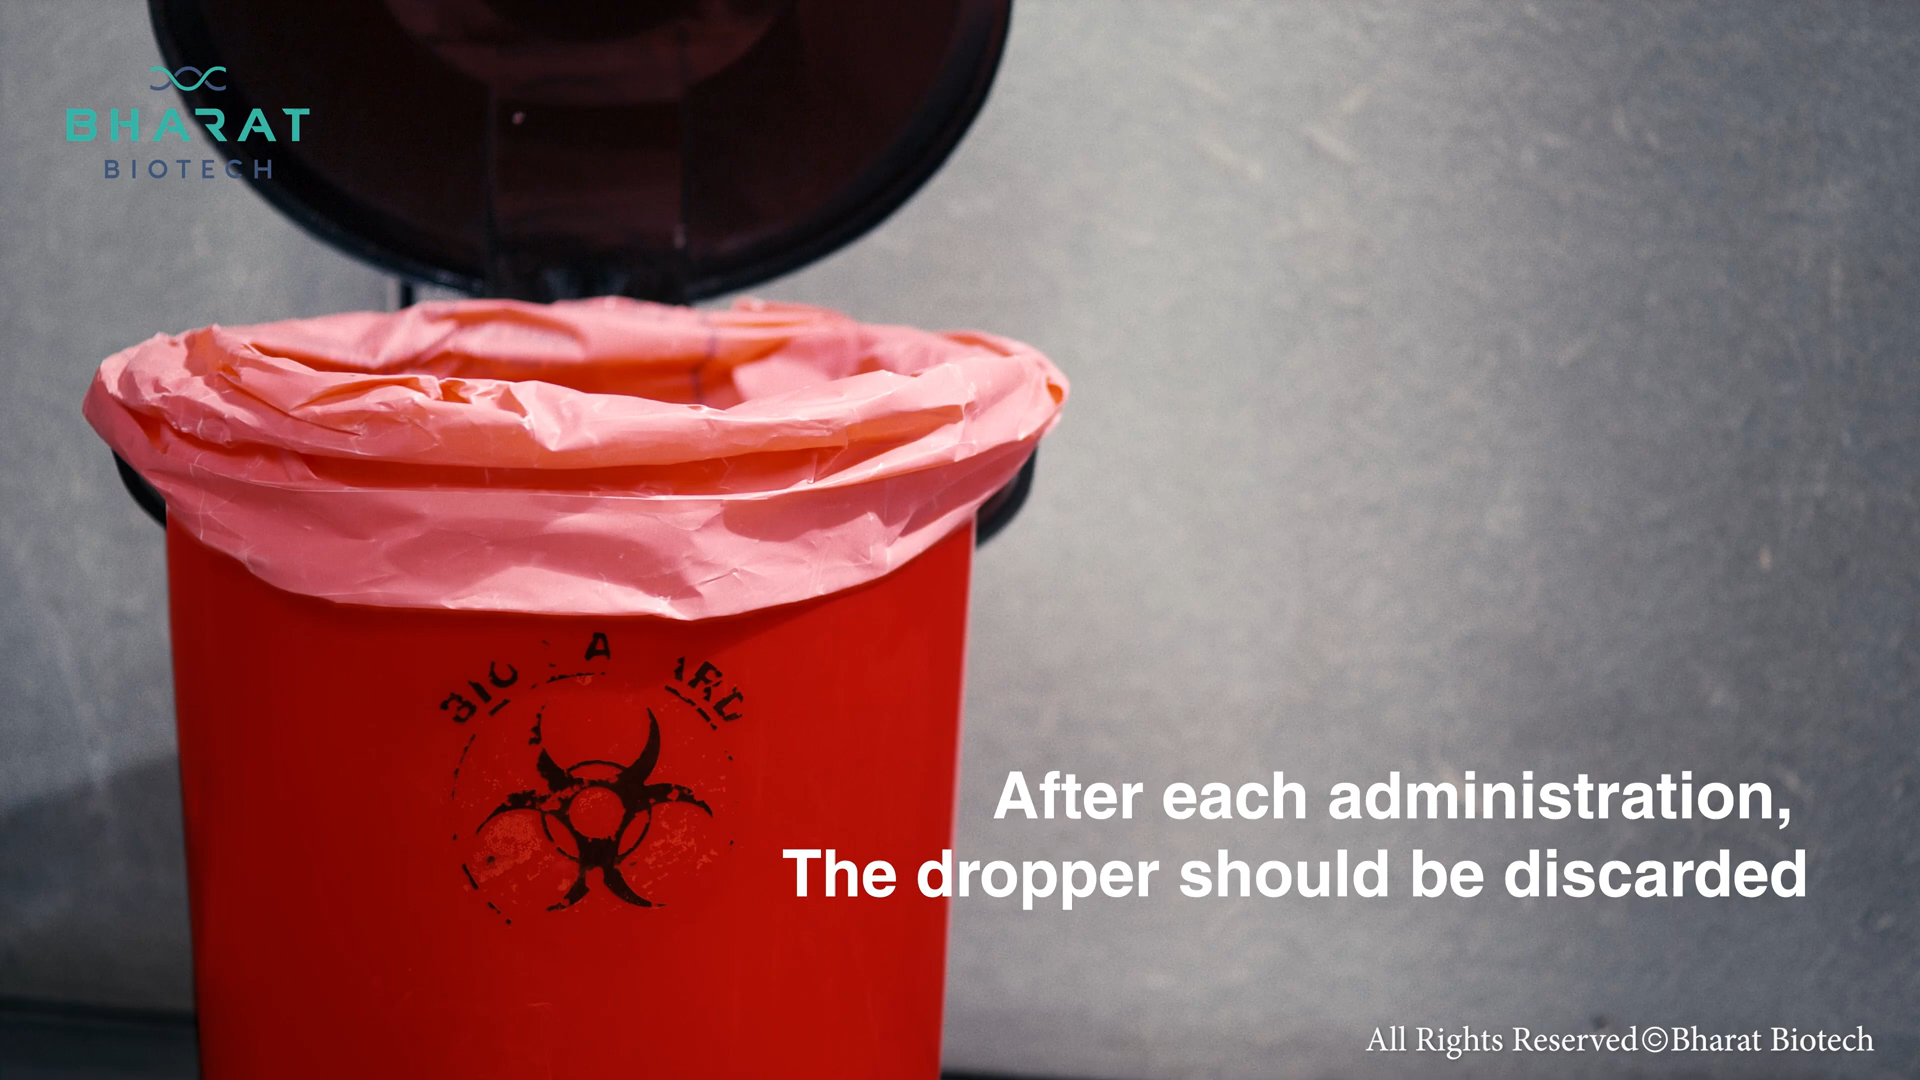 BHARAT
BIOTECH
After each administration,
The dropper should be discarded
All Rights Reserved©Bharat Biotech